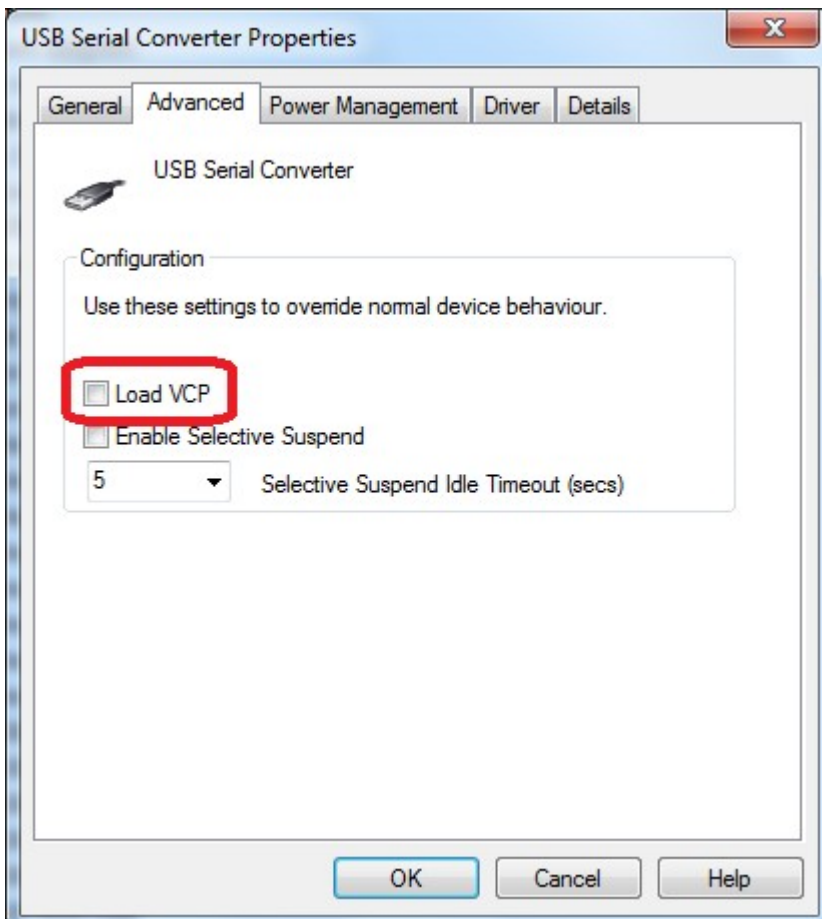 USB Serial Converter Properties
General Advanced Power Management Driver Details
USB Serial Converter
Configuration
Use these settings to override normal device behaviour.
Load VCP
Enable Selective Suspend
5 Selective Suspend Idle Timeout (secs)
OK Cancel Help